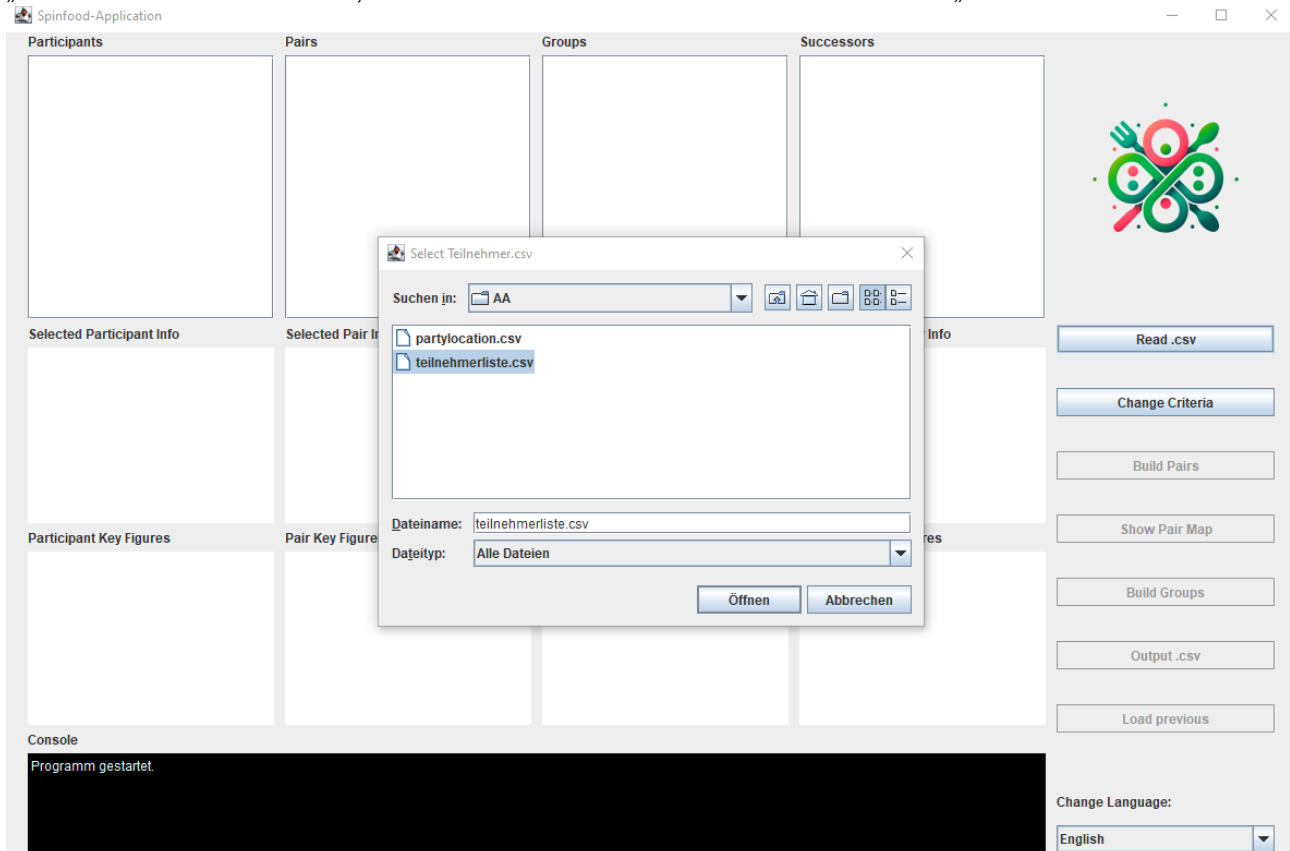 Spinfood-Application
Participants
Pairs
Groups
Successors
Select Teilnehmer.csv
Suchen in:
AA
partylocation.csv
teilnehmerliste.csv
Dateiname:
teilnehmerliste.csv
Dateityp:
Alle Dateien
Öffnen
Abbrechen
Selected Participant Info
Selected Pair
Info
Participant Key Figures
Pair Key Figure
Read .csv
Change Criteria
Build Pairs
Show Pair Map
Build Groups
Output .csv
Load previous
Console
Programm gestartet.
Change Language:
English